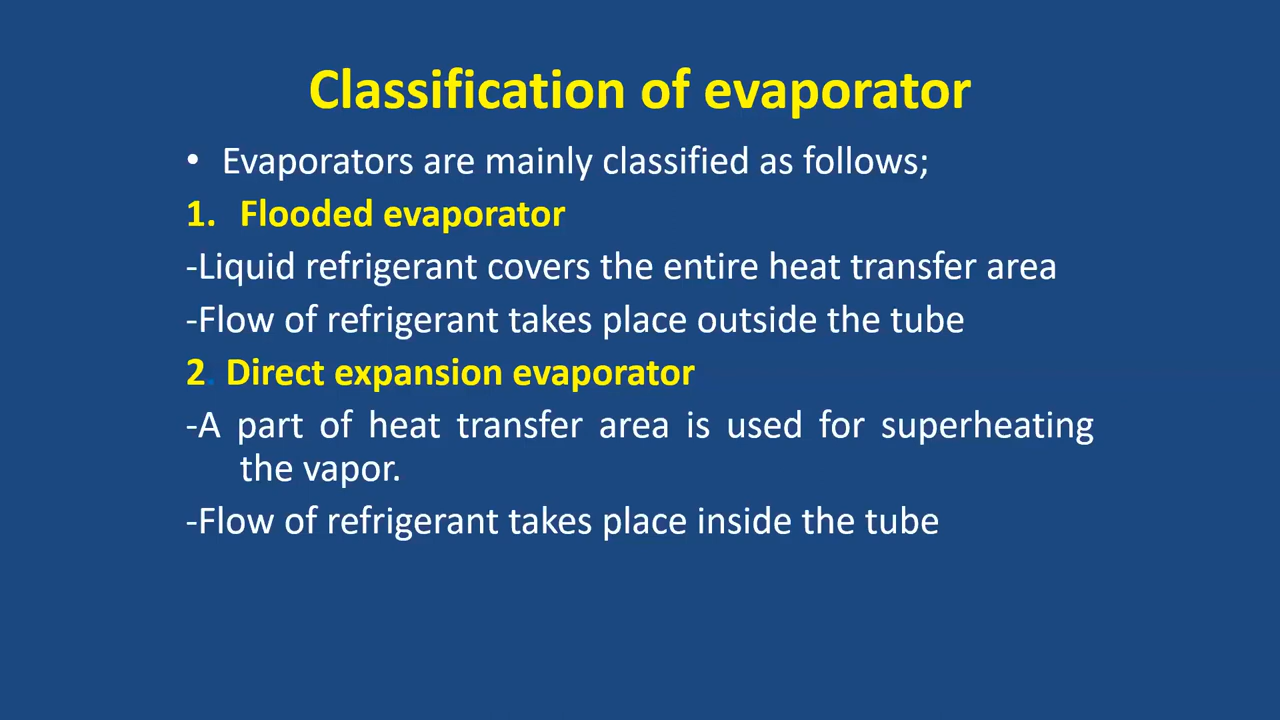 Classification of evaporator
• Evaporators are mainly classified as follows;
1. Flooded evaporator
-Liquid refrigerant covers the entire heat transfer area
-Flow of refrigerant takes place outside the tube
2. Direct expansion evaporator
-A part of heat transfer area is used for superheating
the vapor.
-Flow of refrigerant takes place inside the tube